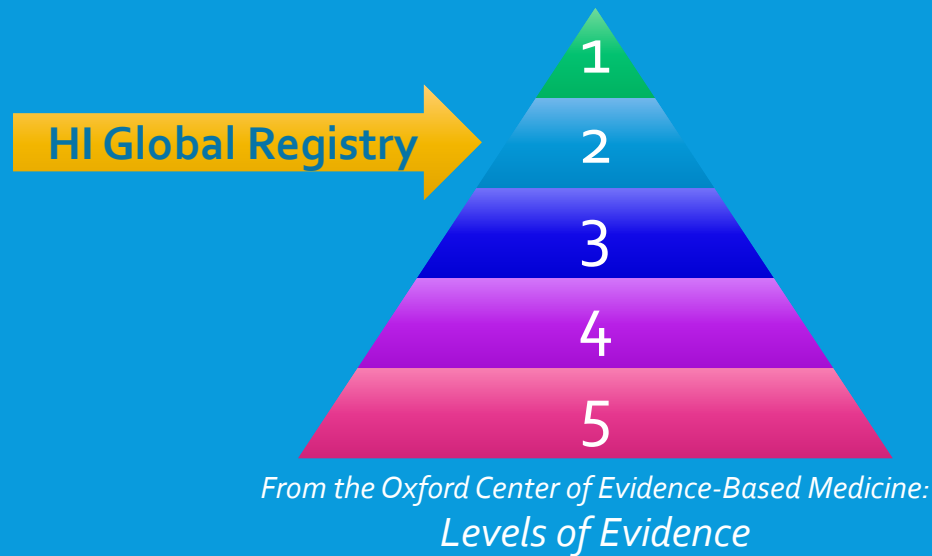 1
HI Global Registry
2
3
4
5
From the Oxford Center of Evidence-Based Medicine:
Levels of Evidence